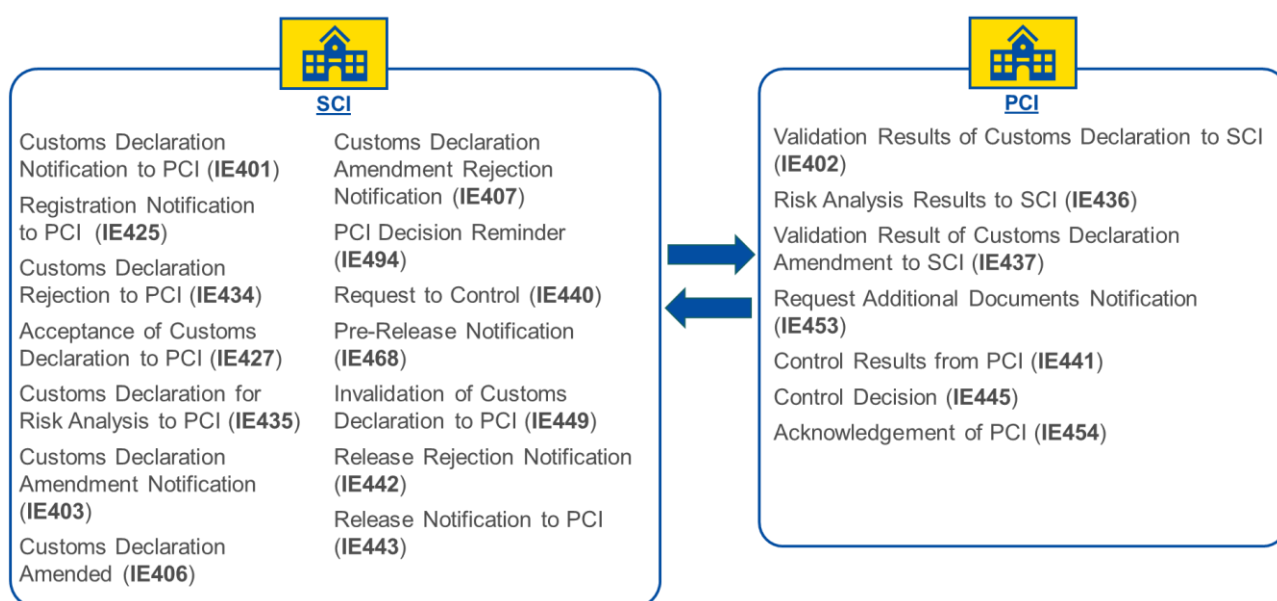 SCI
Customs Declaration
Notification to PCI (IE401)
Registration Notification
to PCI (IE425)
Customs Declaration
Rejection to PCI (IE434)
Acceptance of Customs
Declaration to PCI (IE427)
Customs Declaration for
Risk Analysis to PCI (IE435)
Customs Declaration
Amendment Notification
(IE403)
Customs Declaration
Amended (IE406)
Customs Declaration
Amendment Rejection
Notification (IE407)
PCI Decision Reminder
(IE494)
Request to Control (IE440)
Pre-Release Notification
(IE468)
Invalidation of Customs
Declaration to PCI (IE449)
Release Rejection Notification
(IE442)
Release Notification to PCI
(IE443)
PCI
Validation Results of Customs Declaration to SCI
(IE402)
Risk Analysis Results to SCI (IE436)
Validation Result of Customs Declaration
Amendment to SCI (IE437)
Request Additional Documents Notification
(IE453)
Control Results from PCI (IE441)
Control Decision (IE445)
Acknowledgement of PCI (IE454)